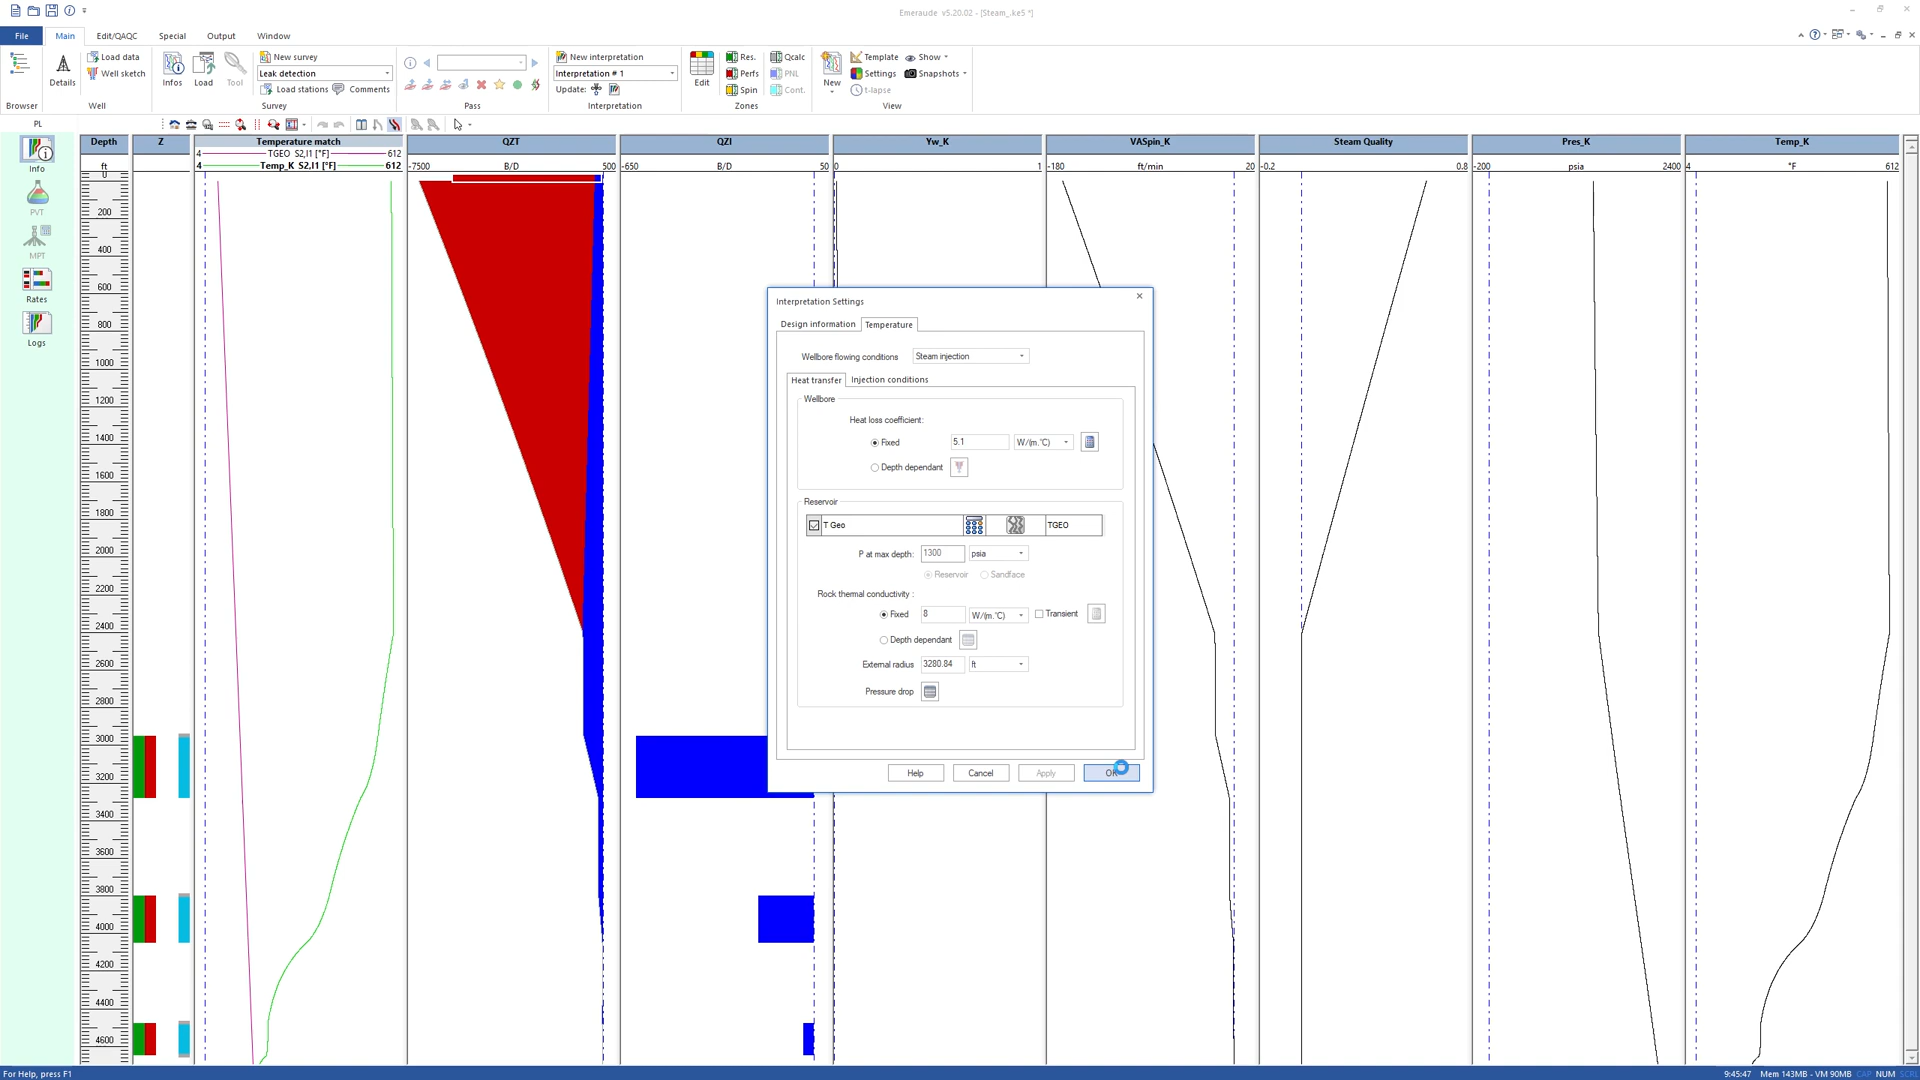 Emeraude v5.20.02 - [Steam_.ke5 *]
File Main Edit/QAQC Special Output Window
Browser
Details
Load data
Well sketch
Well
Infos
Load
Tool
New survey
Leak detection
Load stations Comments
Survey
Pass
New interpretation
Interpretation # 1
Update:
Interpretation
Edit
Res.
Perfs
Spin
Qcalc
PNL
Cont.
Zones
New
Template
Settings
t-lapse
Show
Snapshots
View
PL
Info
PVT
MPT
Rates
Logs
Depth Z Temperature match QZT QZI Yw_K VASpin_K Steam Quality Pres_K Temp_K
4 TGEO S2,I1 [°F] 612
ft 4 Temp_K S2,I1 [°F] 612 -7500 B/D 500 -650 B/D 50 0 1 -180 ft/min 20 -0.2 0.8 -200 psia 2400 4 °F 612
0
200
400
600
800
1000
1200
1400
1600
1800
2000
2200
2400
2600
2800
3000
3200
3400
3600
3800
4000
4200
4400
4600
Interpretation Settings
Design information Temperature
Wellbore flowing conditions Steam injection
Heat transfer Injection conditions
Wellbore
Heat loss coefficient:
Fixed 5.1 W/(m.°C)
Depth dependant
Reservoir
T Geo TGEO
P at max depth: 1300 psia
Reservoir Sandface
Rock thermal conductivity :
Fixed 8 W/(m.°C) Transient
Depth dependant
External radius 3280.84 ft
Pressure drop
Help Cancel Apply OK
For Help, press F1
9:45:47 Mem 143MB - VM 90MB CAP NUM SCRL